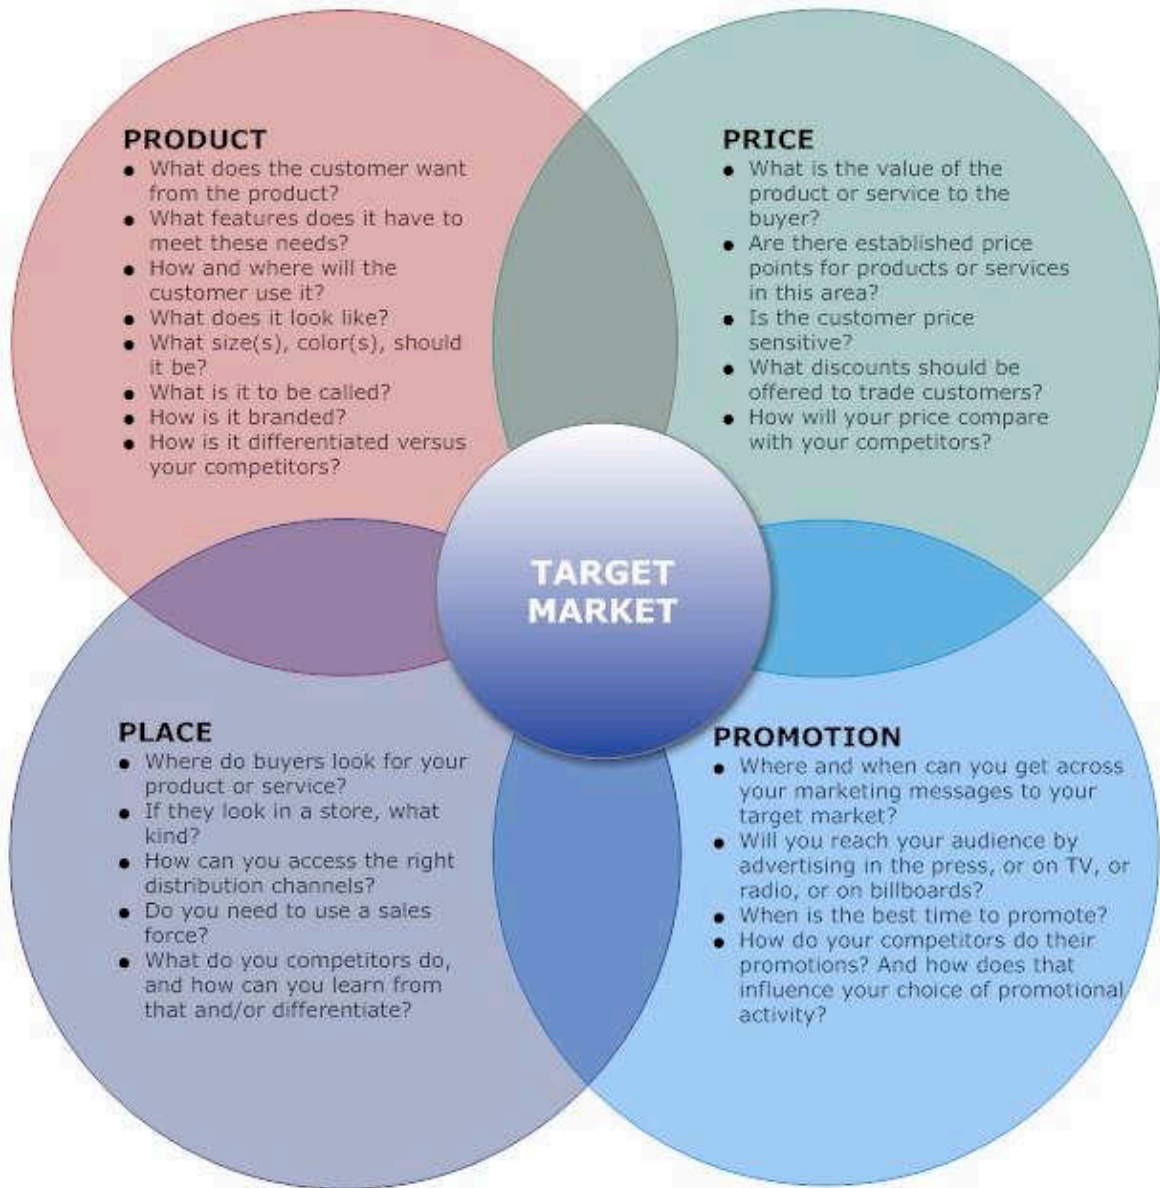 PRODUCT
● What does the customer want
from the product?
● What features does it have to
meet these needs?
● How and where will the
customer use it?
● What does it look like?
● What size(s), color(s), should
it be?
● What is it to be called?
● How is it branded?
● How is it differentiated versus
your competitors?
PRICE
● What is the value of the
product or service to the
buyer?
● Are there established price
points for products or services
in this area?
● Is the customer price
sensitive?
● What discounts should be
offered to trade customers?
● How will your price compare
with your competitors?
TARGET
MARKET
PLACE
● Where do buyers look for your
product or service?
● If they look in a store, what
kind?
● How can you access the right
distribution channels?
● Do you need to use a sales
force?
● What do you competitors do,
and how can you learn from
that and/or differentiate?
PROMOTION
● Where and when can you get across
your marketing messages to your
target market?
● Will you reach your audience by
advertising in the press, or on TV, or
radio, or on billboards?
● When is the best time to promote?
● How do your competitors do their
promotions? And how does that
influence your choice of promotional
activity?